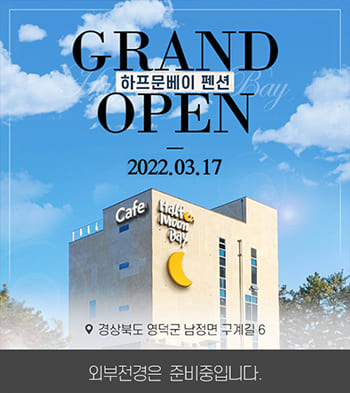 GRAND
하프문베이 펜션
OPEN
2022.03.17
Cafe
Half
Moon
Bay
경상북도 영덕군 남정면 구계길 6
외부전경은 준비중입니다.